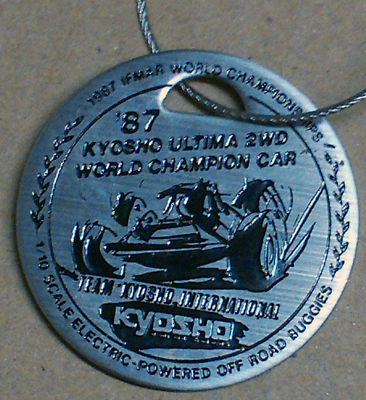 1987 IFMAR WORLD CHAMPIONSHIPS
'87
KYOSHO ULTIMA 2WD
WORLD CHAMPION CAR
TEAM KYOSHO INTERNATIONAL
KYOSHO
1/10 SCALE ELECTRIC-POWERED OFF ROAD BUGGIES